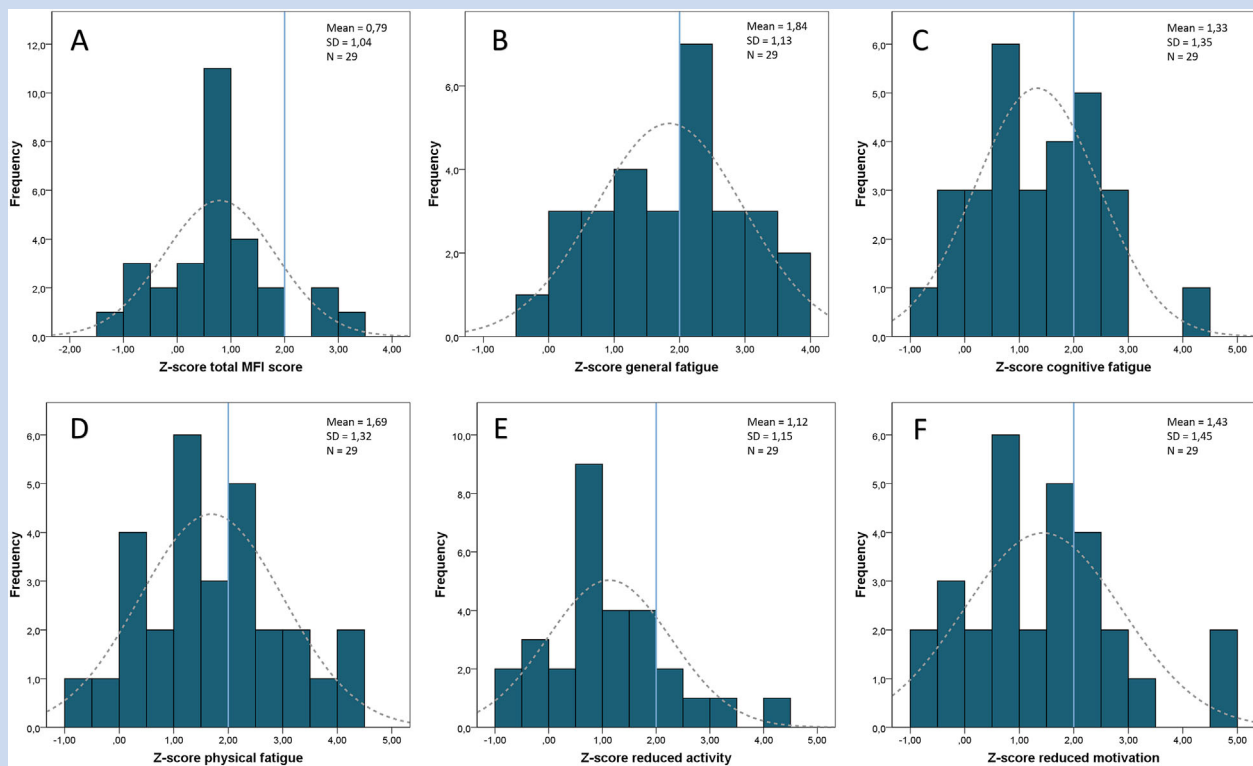 A
Mean = 0,79
SD = 1,04
N = 29
12,0
10,0
8,0
6,0
4,0
2,0
0,0
Frequency
-2,00 -1,00 ,00 1,00 2,00 3,00 4,00
Z-score total MFI score
B
Mean = 1,84
SD = 1,13
N = 29
6,0
4,0
2,0
0,0
Frequency
-1,00 ,00 1,00 2,00 3,00 4,00
Z-score general fatigue
C
Mean = 1,33
SD = 1,35
N = 29
6,0
5,0
4,0
3,0
2,0
1,0
0,0
Frequency
-1,00 ,00 1,00 2,00 3,00 4,00 5,00
Z-score cognitive fatigue
D
Mean = 1,69
SD = 1,32
N = 29
6,0
5,0
4,0
3,0
2,0
1,0
0,0
Frequency
-1,00 ,00 1,00 2,00 3,00 4,00 5,00
Z-score physical fatigue
E
Mean = 1,12
SD = 1,15
N = 29
10,0
8,0
6,0
4,0
2,0
0,0
Frequency
-1,00 ,00 1,00 2,00 3,00 4,00 5,00
Z-score reduced activity
F
Mean = 1,43
SD = 1,45
N = 29
6,0
5,0
4,0
3,0
2,0
1,0
0,0
Frequency
-1,00 ,00 1,00 2,00 3,00 4,00 5,00
Z-score reduced motivation